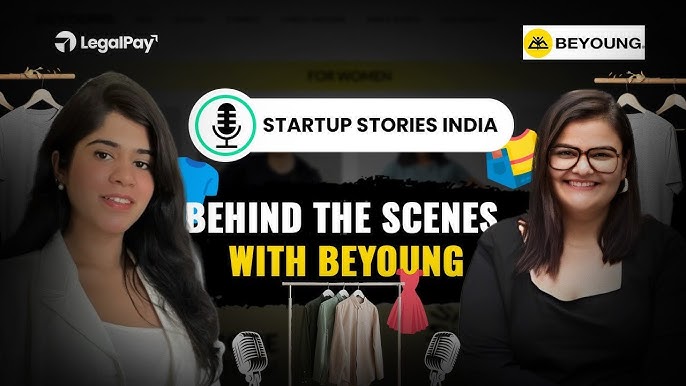 LegalPay
BEYOUNG
FOR WOMEN
STARTUP STORIES INDIA
BEHIND THE SCENES
WITH BEYOUNG